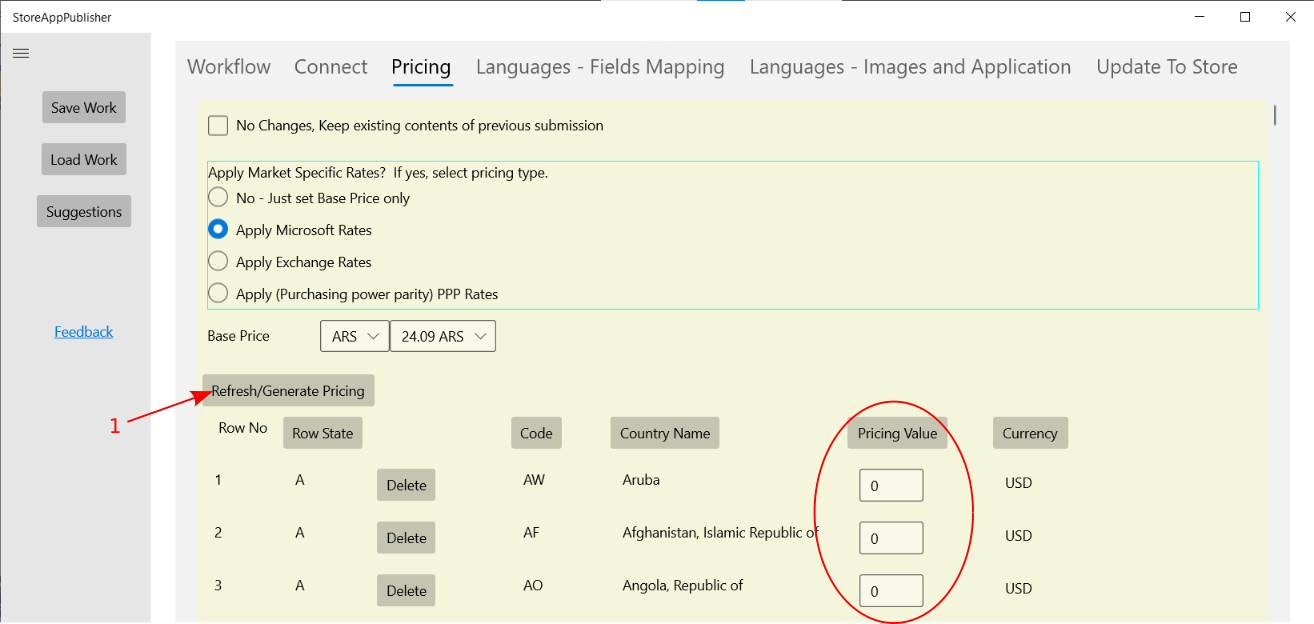 StoreAppPublisher
Workflow Connect Pricing Languages - Fields Mapping Languages - Images and Application Update To Store
Save Work
Load Work
Suggestions
Feedback
No Changes, Keep existing contents of previous submission
Apply Market Specific Rates? If yes, select pricing type.
No - Just set Base Price only
Apply Microsoft Rates
Apply Exchange Rates
Apply (Purchasing power parity) PPP Rates
Base Price ARS 24.09 ARS
Refresh/Generate Pricing
1
Row No Row State Code Country Name Pricing Value Currency
1 A Delete AW Aruba 0 USD
2 A Delete AF Afghanistan, Islamic Republic of 0 USD
3 A Delete AO Angola, Republic of 0 USD